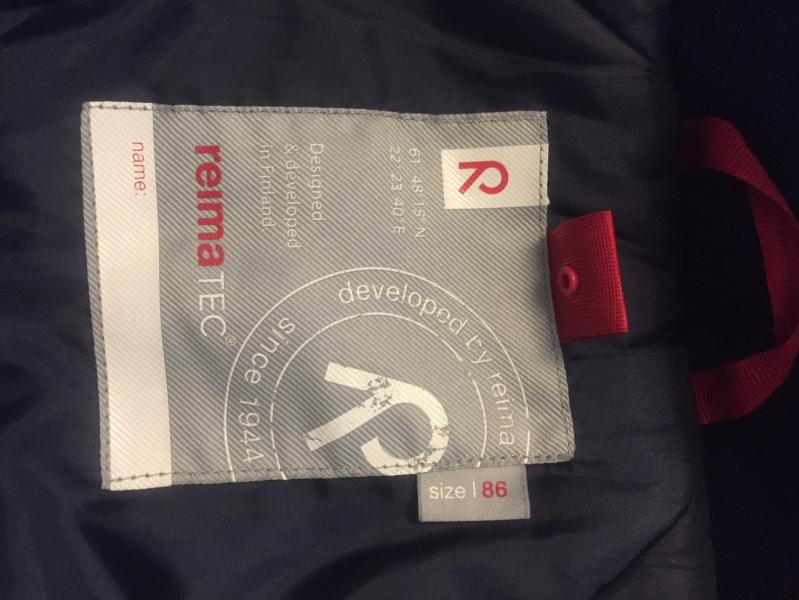 R
61°48'15"N
22°23'40"E
Designed
& developed
in Finland.
reimaTEC®
name:
developed by reima
since 1944
R
size | 86